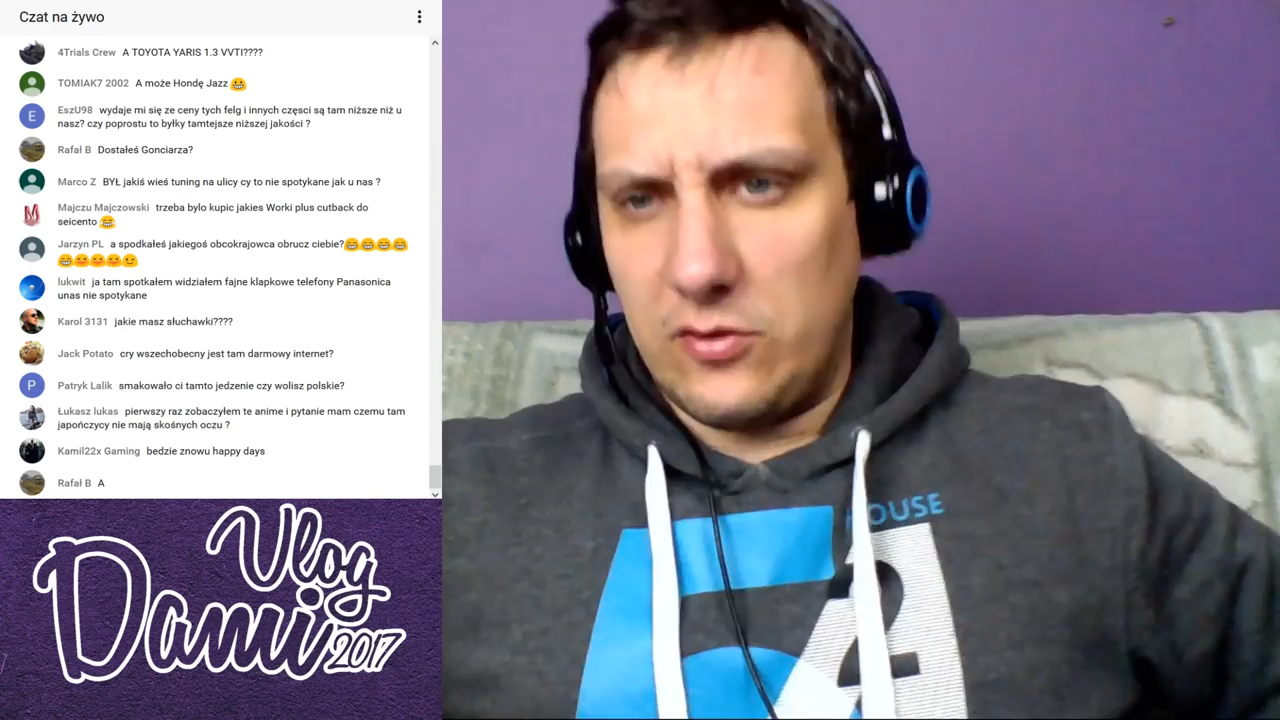 Czat na żywo
4Trials Crew A TOYOTA YARIS 1.3 VVTI????
TOMIAK7 2002 A może Hondę Jazz 😀
E EszU98 wydaje mi się ze ceny tych felg i innych częsci są tam niższe niż u
nasz? czy poprostu to byłky tamtejsze niższej jakości ?
Rafał B Dostałeś Gonciarza?
Marco Z BYŁ jakiś wieś tuning na ulicy cy to nie spotykane jak u nas ?
Majczu Majczowski trzeba bylo kupic jakies Worki plus cutback do
seicento 😂
Jarzyn PL a spodkałeś jakiegoś obcokrajowca obrucz ciebie?😂😂😂😂
😂😍😍😍😉
lukwit ja tam spotkałem widziałem fajne klapkowe telefony Panasonica
unas nie spotykane
Karol 3131 jakie masz słuchawki????
Jack Potato cry wszechobecny jest tam darmowy internet?
P Patryk Lalik smakowało ci tamto jedzenie czy wolisz polskie?
Łukasz lukas pierwszy raz zobaczyłem te anime i pytanie mam czemu tam
japończycy nie mają skośnych oczu ?
Kamil22x Gaming bedzie znowu happy days
Rafał B A
Vlog
Dami
2017
OUSE